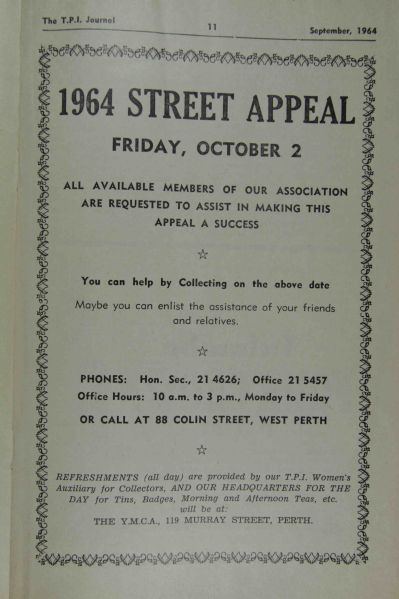 The T.P.I. Journal
11
September, 1964
1964 STREET APPEAL
FRIDAY, OCTOBER 2
ALL AVAILABLE MEMBERS OF OUR ASSOCIATION
ARE REQUESTED TO ASSIST IN MAKING THIS
APPEAL A SUCCESS
☆
You can help by Collecting on the above date
Maybe you can enlist the assistance of your friends
and relatives.
☆
PHONES: Hon. Sec., 21 4626; Office 21 5457
Office Hours: 10 a.m. to 3 p.m., Monday to Friday
OR CALL AT 88 COLIN STREET, WEST PERTH
☆
REFRESHMENTS (all day) are provided by our T.P.I. Women's
Auxiliary for Collectors, AND OUR HEADQUARTERS FOR THE
DAY for Tins, Badges, Morning and Afternoon Teas, etc.
will be at:
THE Y.M.C.A., 119 MURRAY STREET, PERTH.